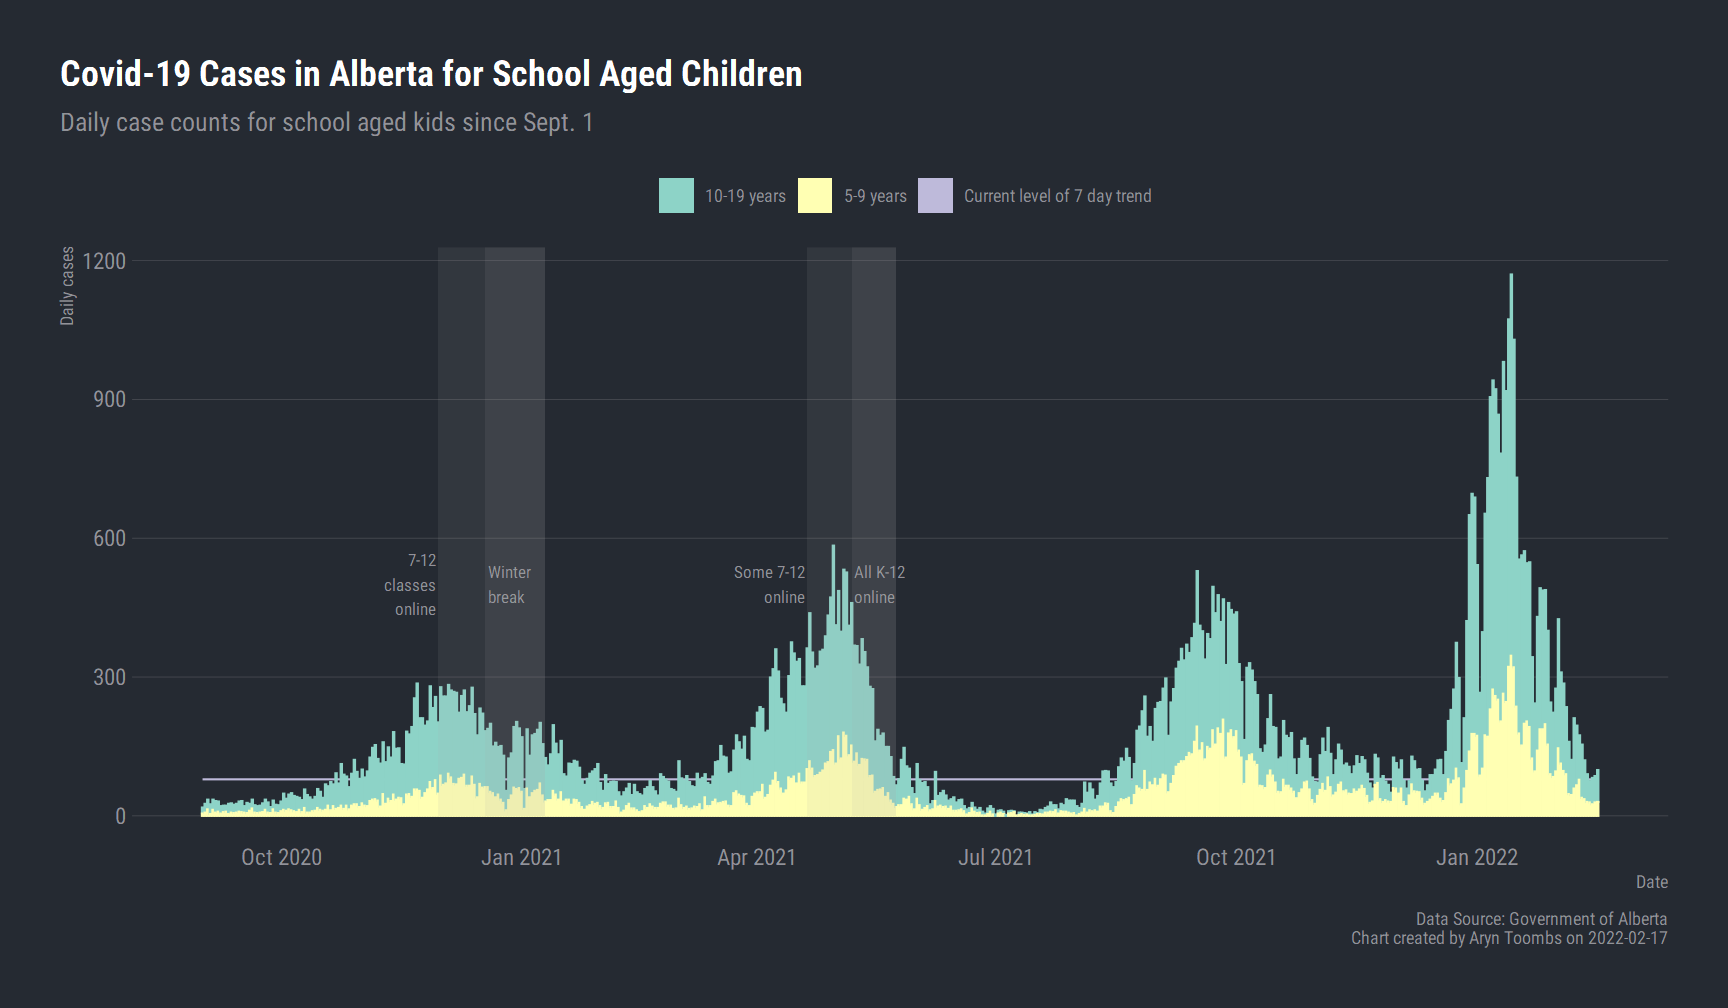 Covid-19 Cases in Alberta for School Aged Children
Daily case counts for school aged kids since Sept. 1
10-19 years
5-9 years
Current level of 7 day trend
Daily cases
1200
900
600
300
0
7-12
classes
online
Winter
break
Some 7-12
online
All K-12
online
Oct 2020
Jan 2021
Apr 2021
Jul 2021
Oct 2021
Jan 2022
Date
Data Source: Government of Alberta
Chart created by Aryn Toombs on 2022-02-17